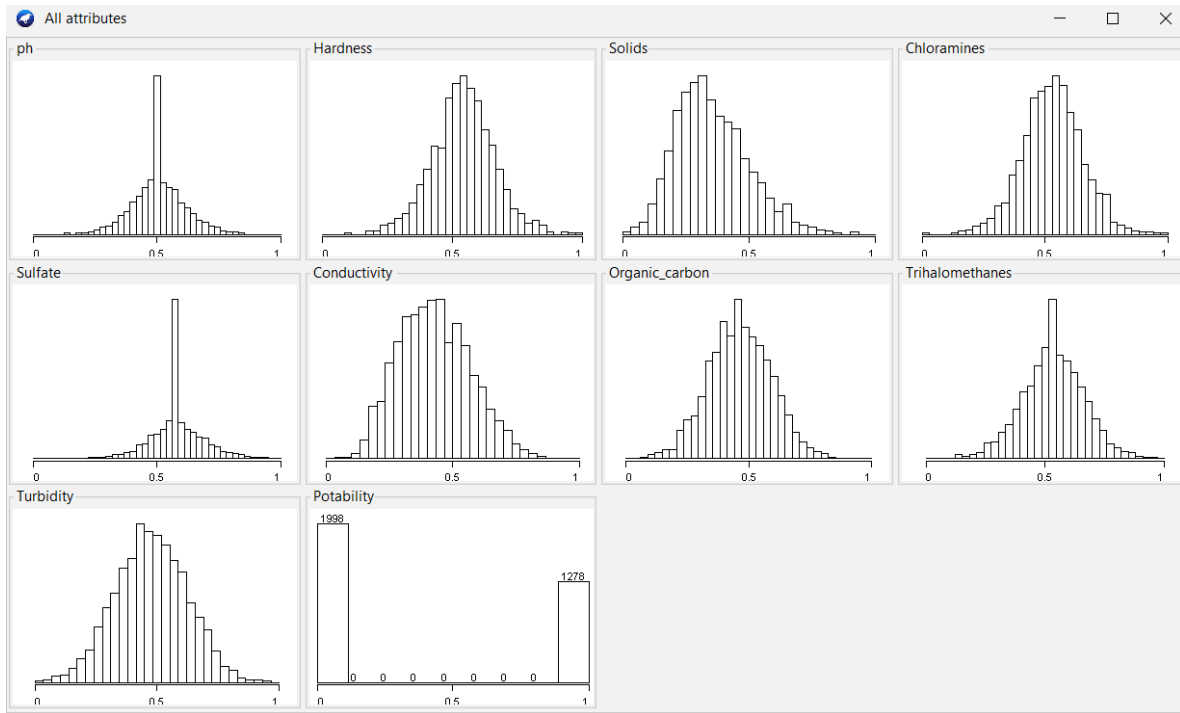 All attributes
ph
Hardness
Solids
Chloramines
0 0.5 1
0 0.5 1
0 0.5 1
0 0.5 1
Sulfate
Conductivity
Organic_carbon
Trihalomethanes
0 0.5 1
0 0.5 1
0 0.5 1
0 0.5 1
Turbidity
Potability
1998
1278
0 0 0 0 0 0 0
0 0.5 1
0 0.5 1